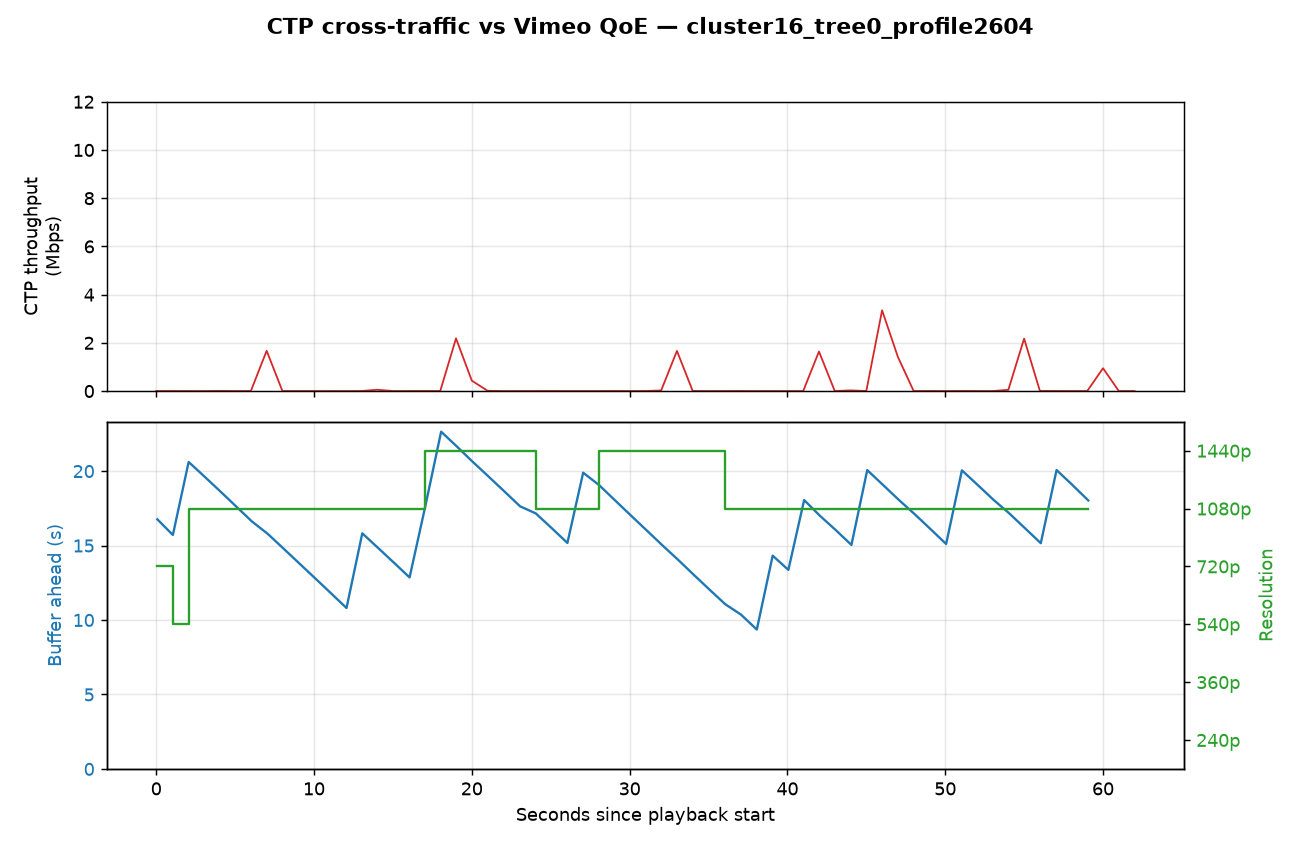 CTP cross-traffic vs Vimeo QoE — cluster16_tree0_profile2604
CTP throughput
(Mbps)
12
10
8
6
4
2
0
Buffer ahead (s)
20
15
10
5
0
1440p
1080p
720p
540p
360p
240p
Resolution
0 10 20 30 40 50 60
Seconds since playback start